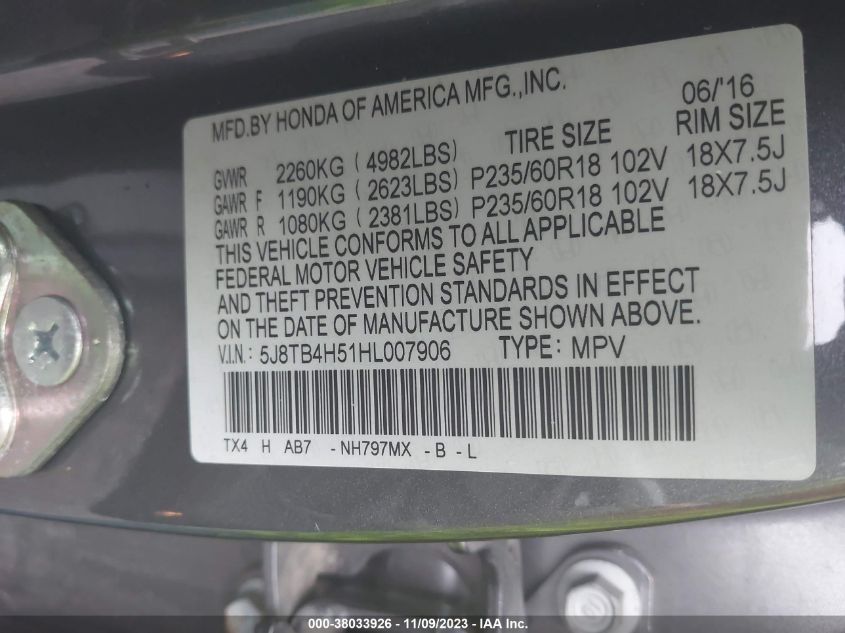 MFD.BY HONDA OF AMERICA MFG.,INC. 06/'16
TIRE SIZE RIM SIZE
GVWR 2260KG ( 4982LBS)
GAWR F 1190KG ( 2623LBS) P235/60R18 102V 18X7.5J
GAWR R 1080KG ( 2381LBS) P235/60R18 102V 18X7.5J
THIS VEHICLE CONFORMS TO ALL APPLICABLE
FEDERAL MOTOR VEHICLE SAFETY
AND THEFT PREVENTION STANDARDS IN EFFECT
ON THE DATE OF MANUFACTURE SHOWN ABOVE.
V.I.N.: 5J8TB4H51HL007906 TYPE: MPV
TX4 H AB7 -NH797MX -B -L
000-38033926 - 11/09/2023 - IAA Inc.